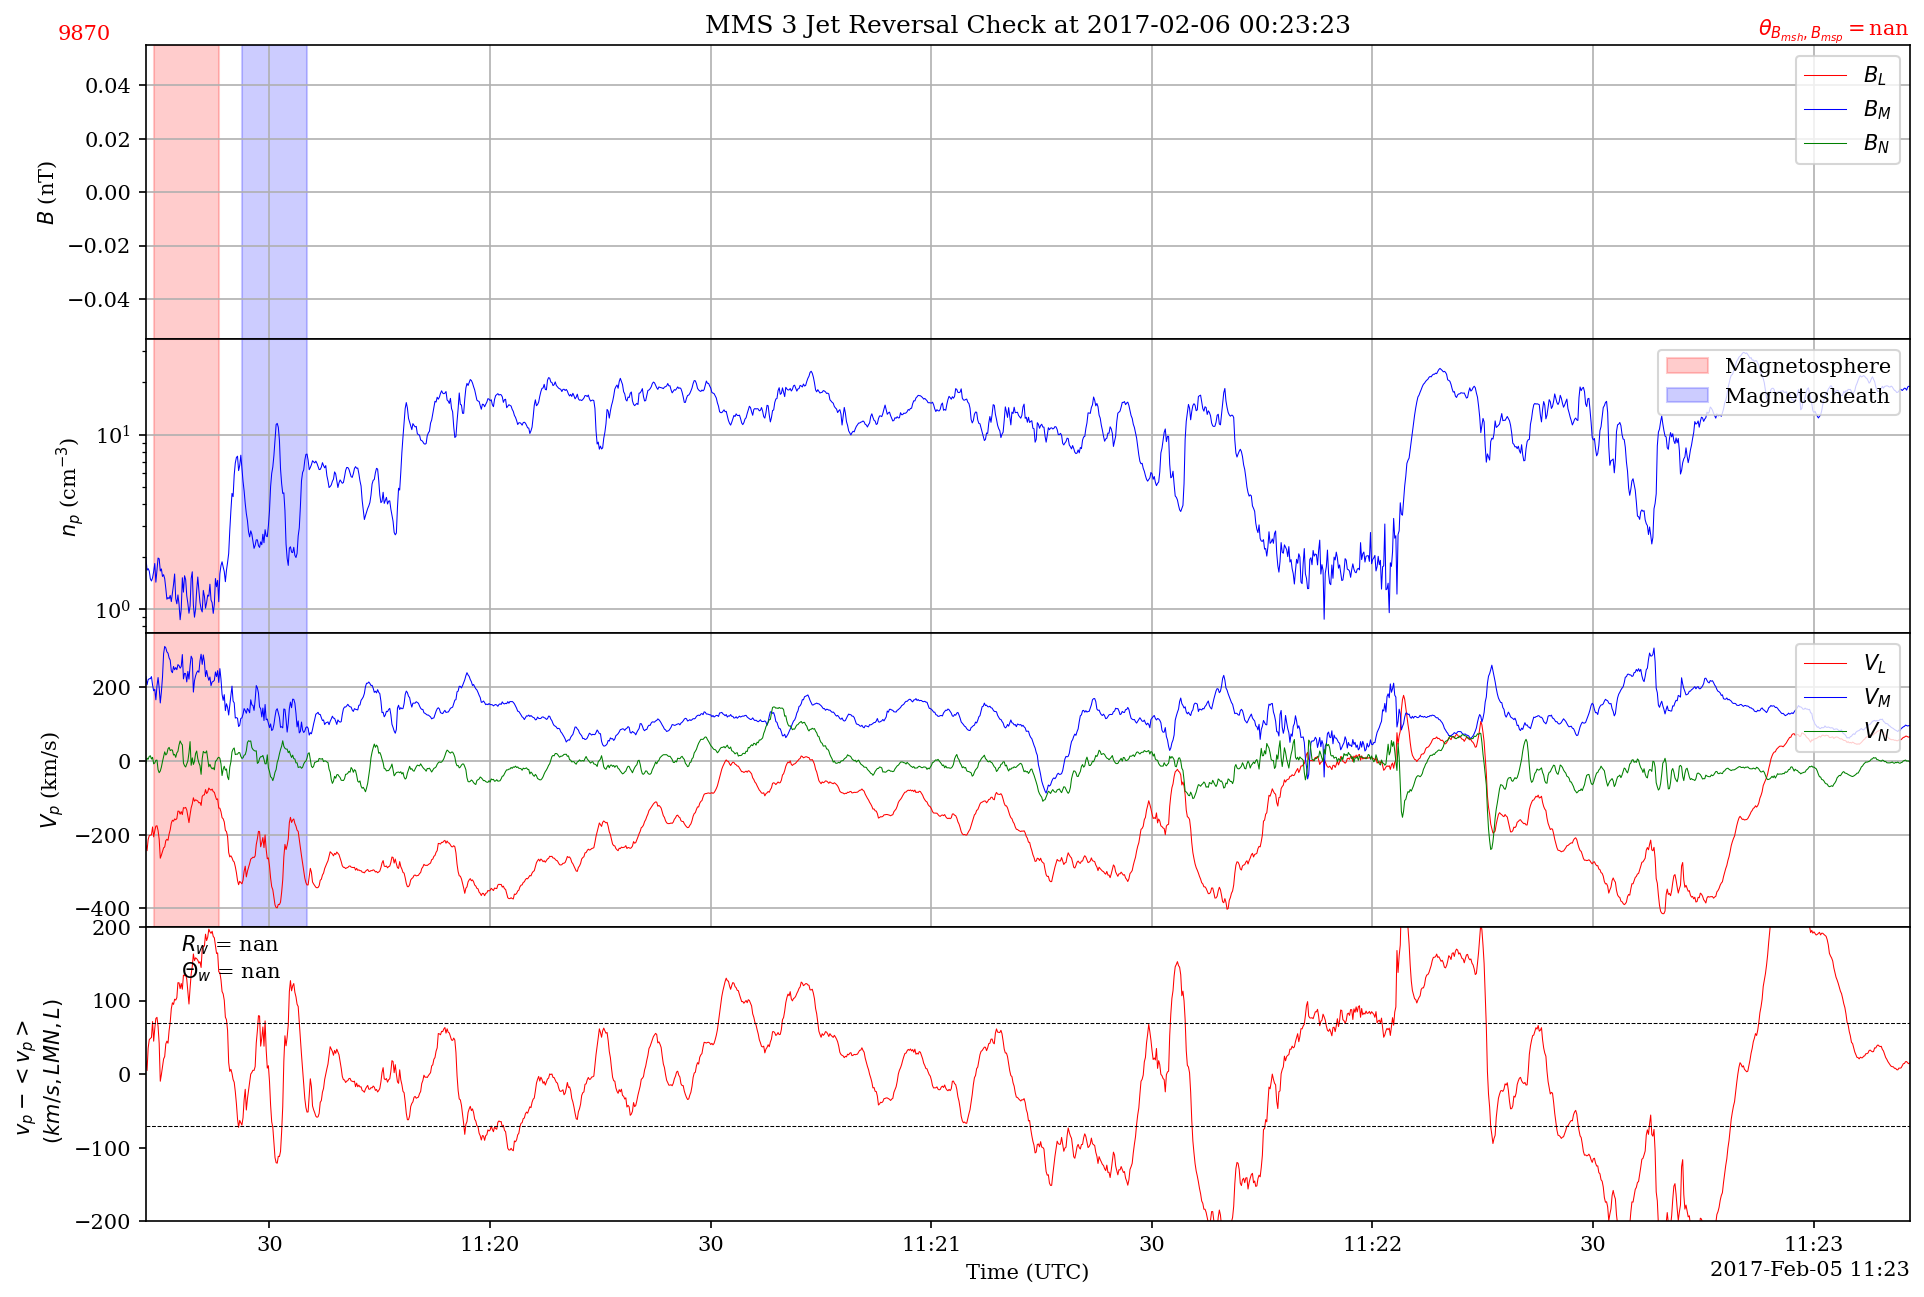 MMS 3 Jet Reversal Check at 2017-02-06 00:23:23
9870
θ_{B_{msh}, B_{msp}} = nan
B (nT)
0.04
0.02
0.00
−0.02
−0.04
B_L
B_M
B_N
n_p (cm^{−3})
10^1
10^0
Magnetosphere
Magnetosheath
V_p (km/s)
200
0
−200
−400
V_L
V_M
V_N
v_p − < v_p >
(km/s, LMN, L)
200
100
0
−100
−200
R_w = nan
Θ_w = nan
30
11:20
30
11:21
30
11:22
30
11:23
Time (UTC)
2017-Feb-05 11:23